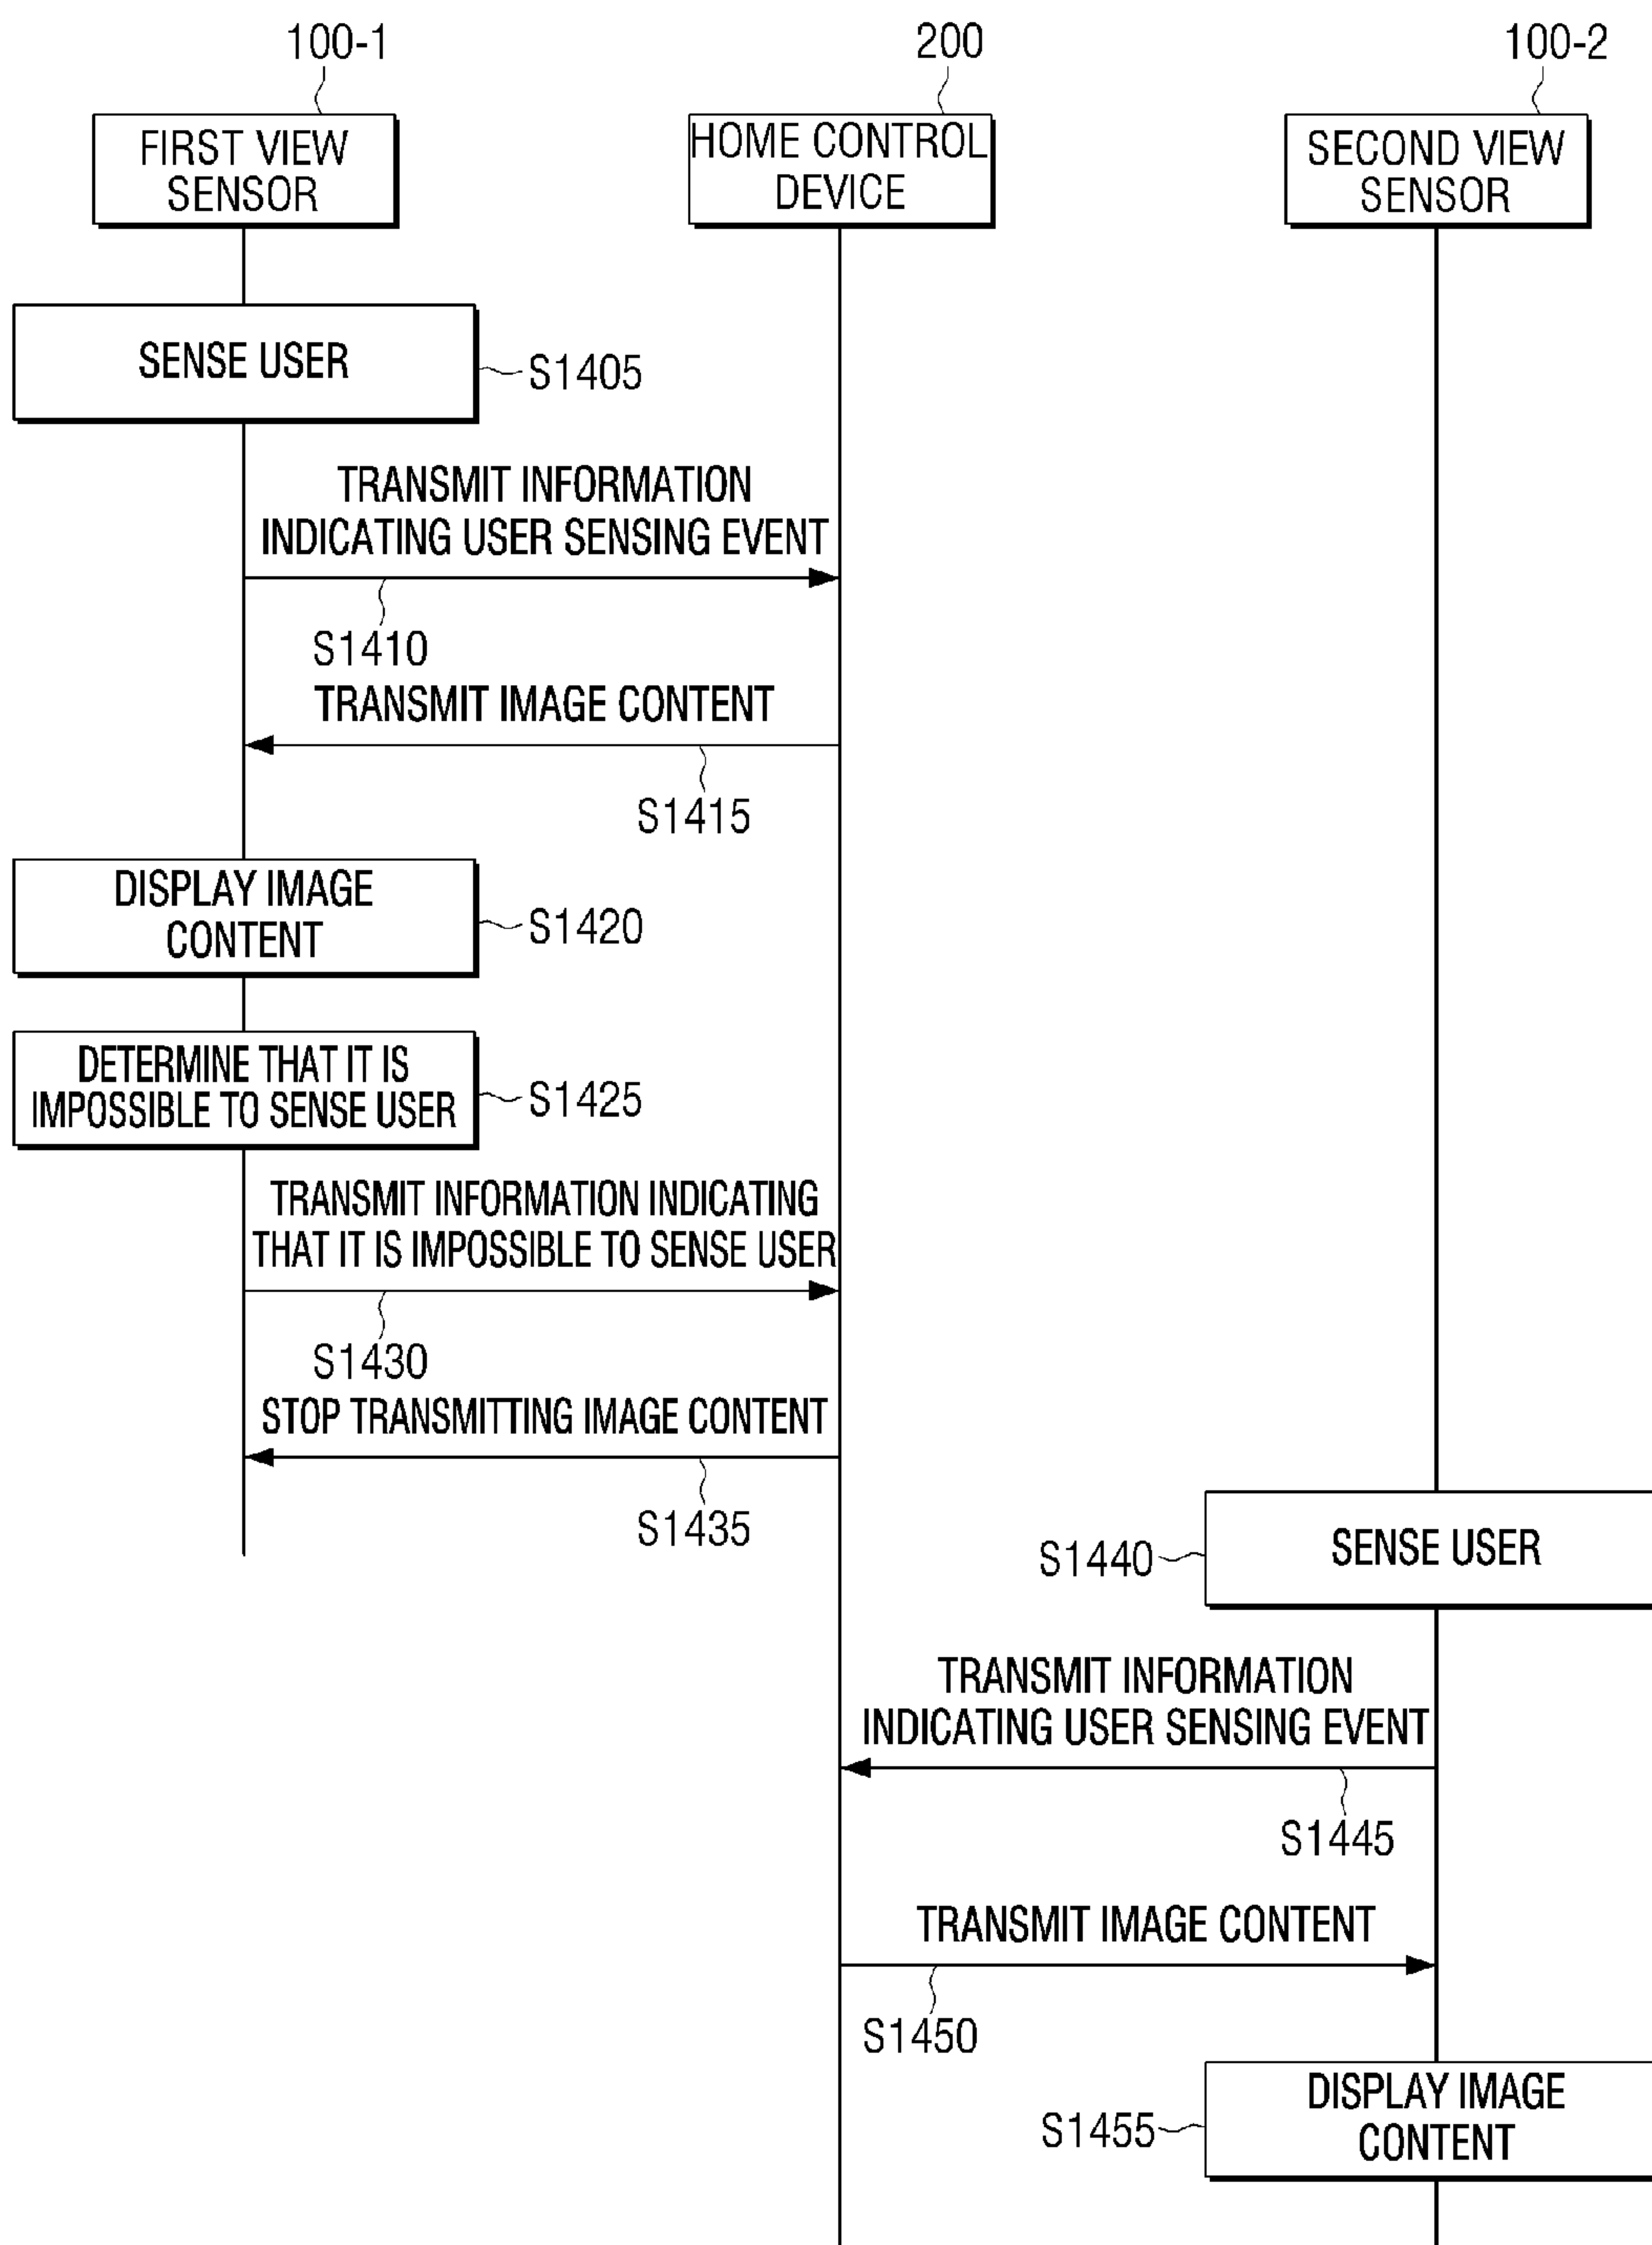 100-1
200
100-2
FIRST VIEW
SENSOR
HOME CONTROL
DEVICE
SECOND VIEW
SENSOR
SENSE USER
S1405
TRANSMIT INFORMATION
INDICATING USER SENSING EVENT
S1410
TRANSMIT IMAGE CONTENT
S1415
DISPLAY IMAGE
CONTENT
S1420
DETERMINE THAT IT IS
IMPOSSIBLE TO SENSE USER
S1425
TRANSMIT INFORMATION INDICATING
THAT IT IS IMPOSSIBLE TO SENSE USER
S1430
STOP TRANSMITTING IMAGE CONTENT
S1435
S1440
SENSE USER
TRANSMIT INFORMATION
INDICATING USER SENSING EVENT
S1445
TRANSMIT IMAGE CONTENT
S1450
DISPLAY IMAGE
CONTENT
S1455